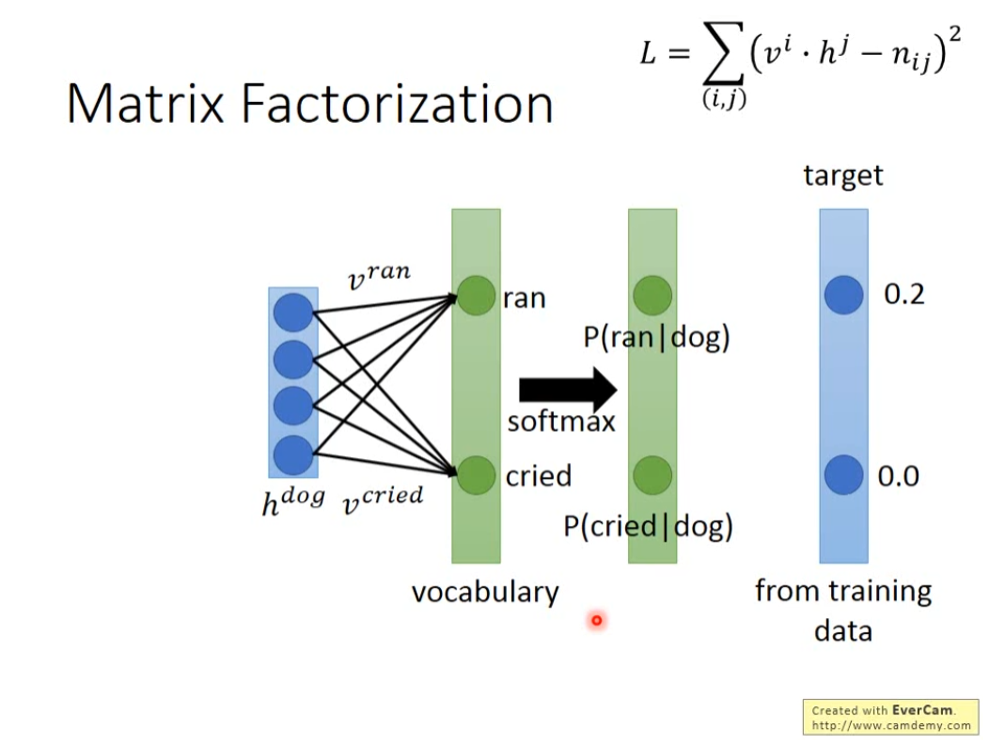 L = ∑(i,j) (v^i · h^j − n_ij)^2
Matrix Factorization
target
v^ran
ran
0.2
P(ran|dog)
softmax
cried
0.0
h^dog v^cried
P(cried|dog)
vocabulary
from training
data
Created with EverCam.
http://www.camdemy.com